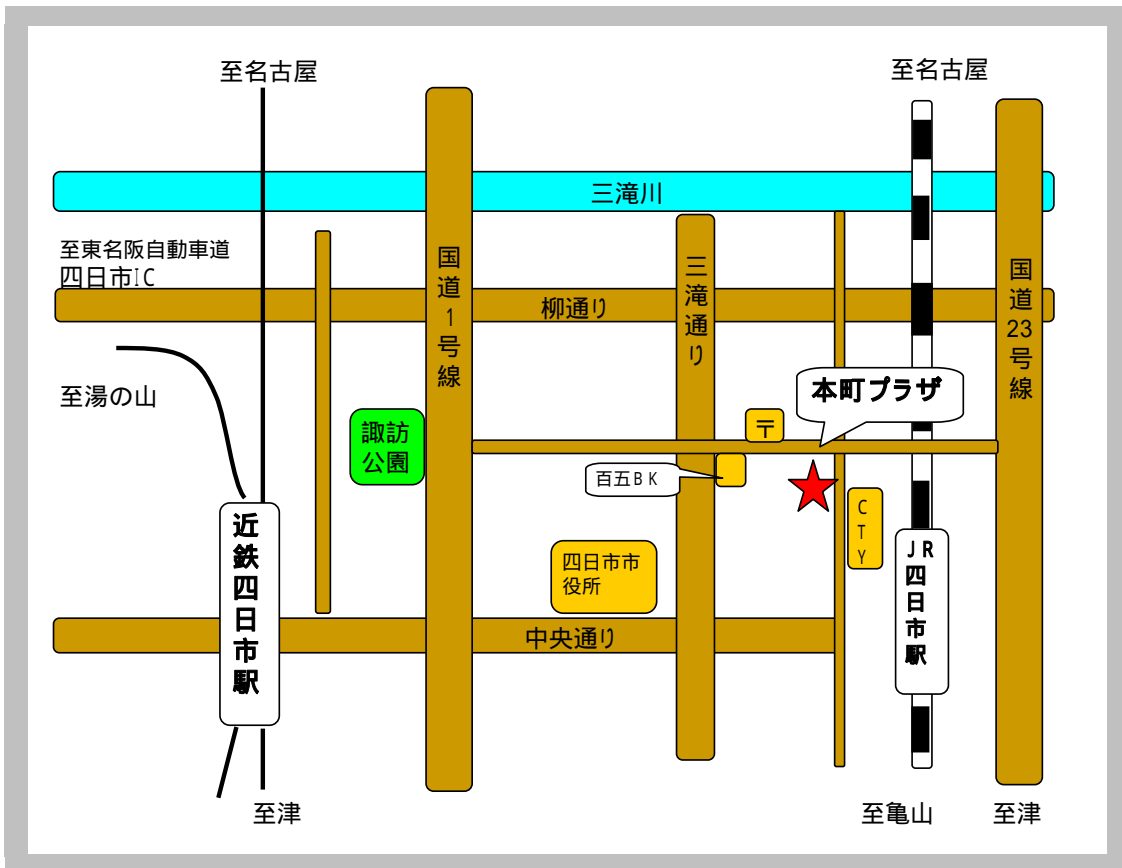 至名古屋
至名古屋
三滝川
至東名阪自動車道
四日市IC
国道1号線
三滝通り
国道23号線
柳通り
至湯の山
本町プラザ
諏訪
公園
〒
百五BK
CTY
近鉄四日市駅
四日市市
役所
JR四日市駅
中央通り
至津
至亀山
至津